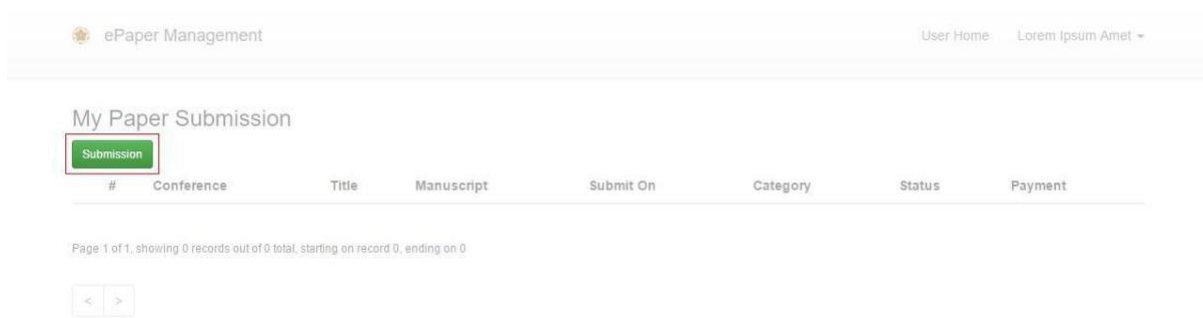 ePaper Management User Home Lorem Ipsum Amet
My Paper Submission
Submission
# Conference Title Manuscript Submit On Category Status Payment
Page 1 of 1, showing 0 records out of 0 total, starting on record 0, ending on 0
< >